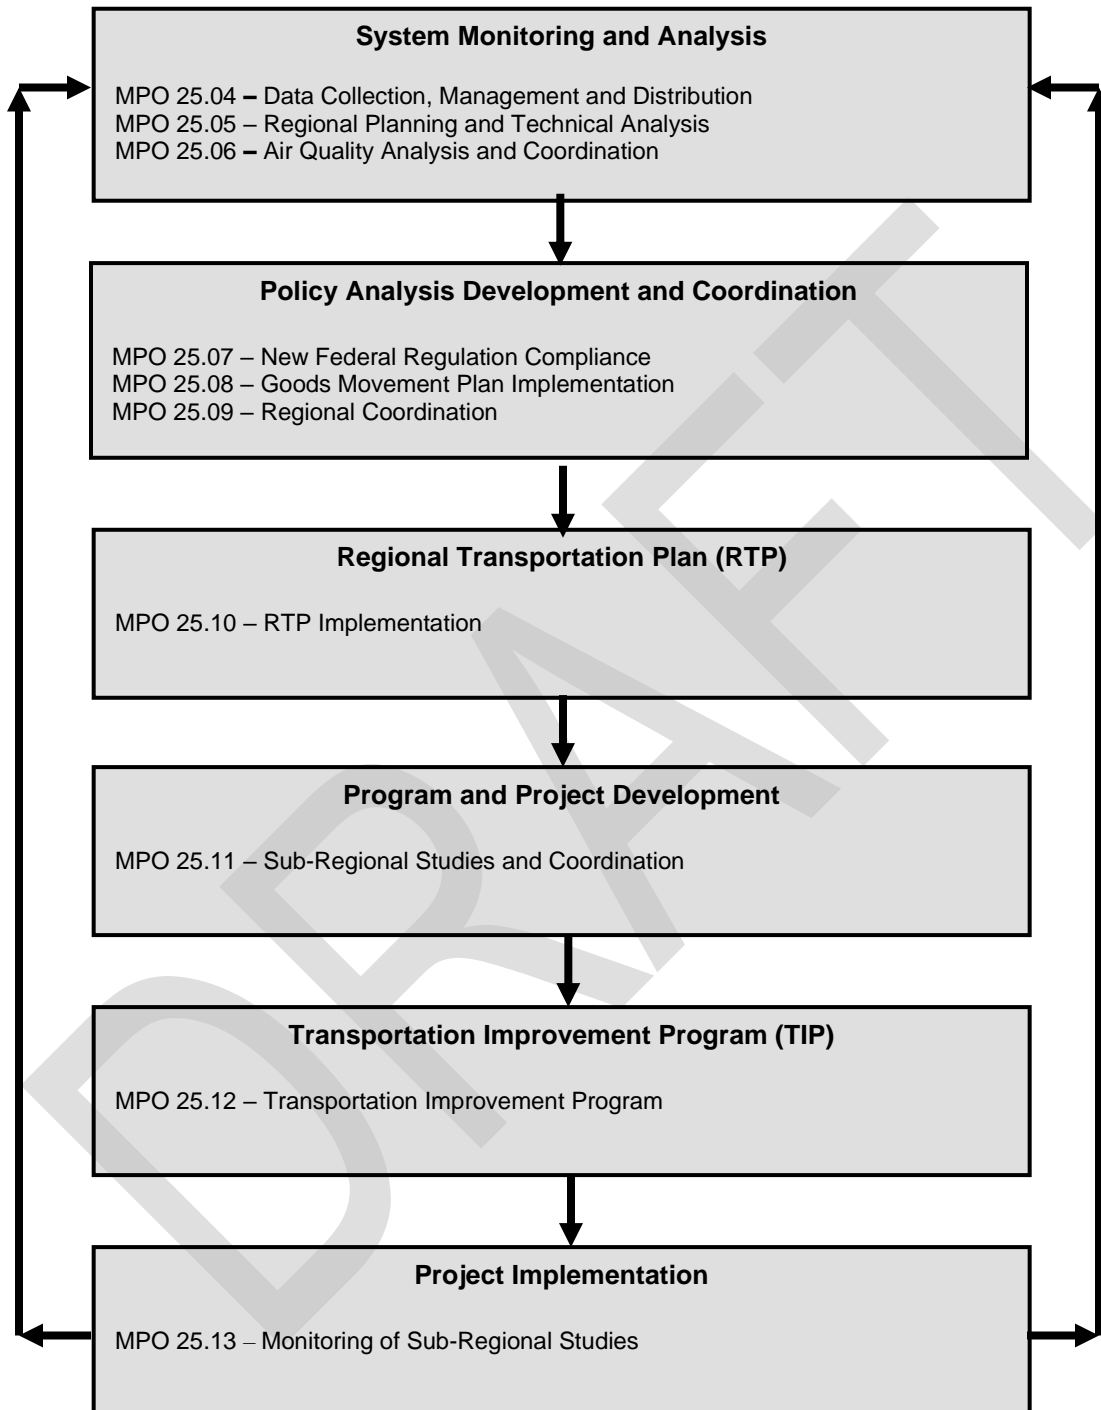 System Monitoring and Analysis
MPO 25.04 – Data Collection, Management and Distribution
MPO 25.05 – Regional Planning and Technical Analysis
MPO 25.06 – Air Quality Analysis and Coordination
Policy Analysis Development and Coordination
MPO 25.07 – New Federal Regulation Compliance
MPO 25.08 – Goods Movement Plan Implementation
MPO 25.09 – Regional Coordination
Regional Transportation Plan (RTP)
MPO 25.10 – RTP Implementation
Program and Project Development
MPO 25.11 – Sub-Regional Studies and Coordination
Transportation Improvement Program (TIP)
MPO 25.12 – Transportation Improvement Program
Project Implementation
MPO 25.13 – Monitoring of Sub-Regional Studies
DRAFT